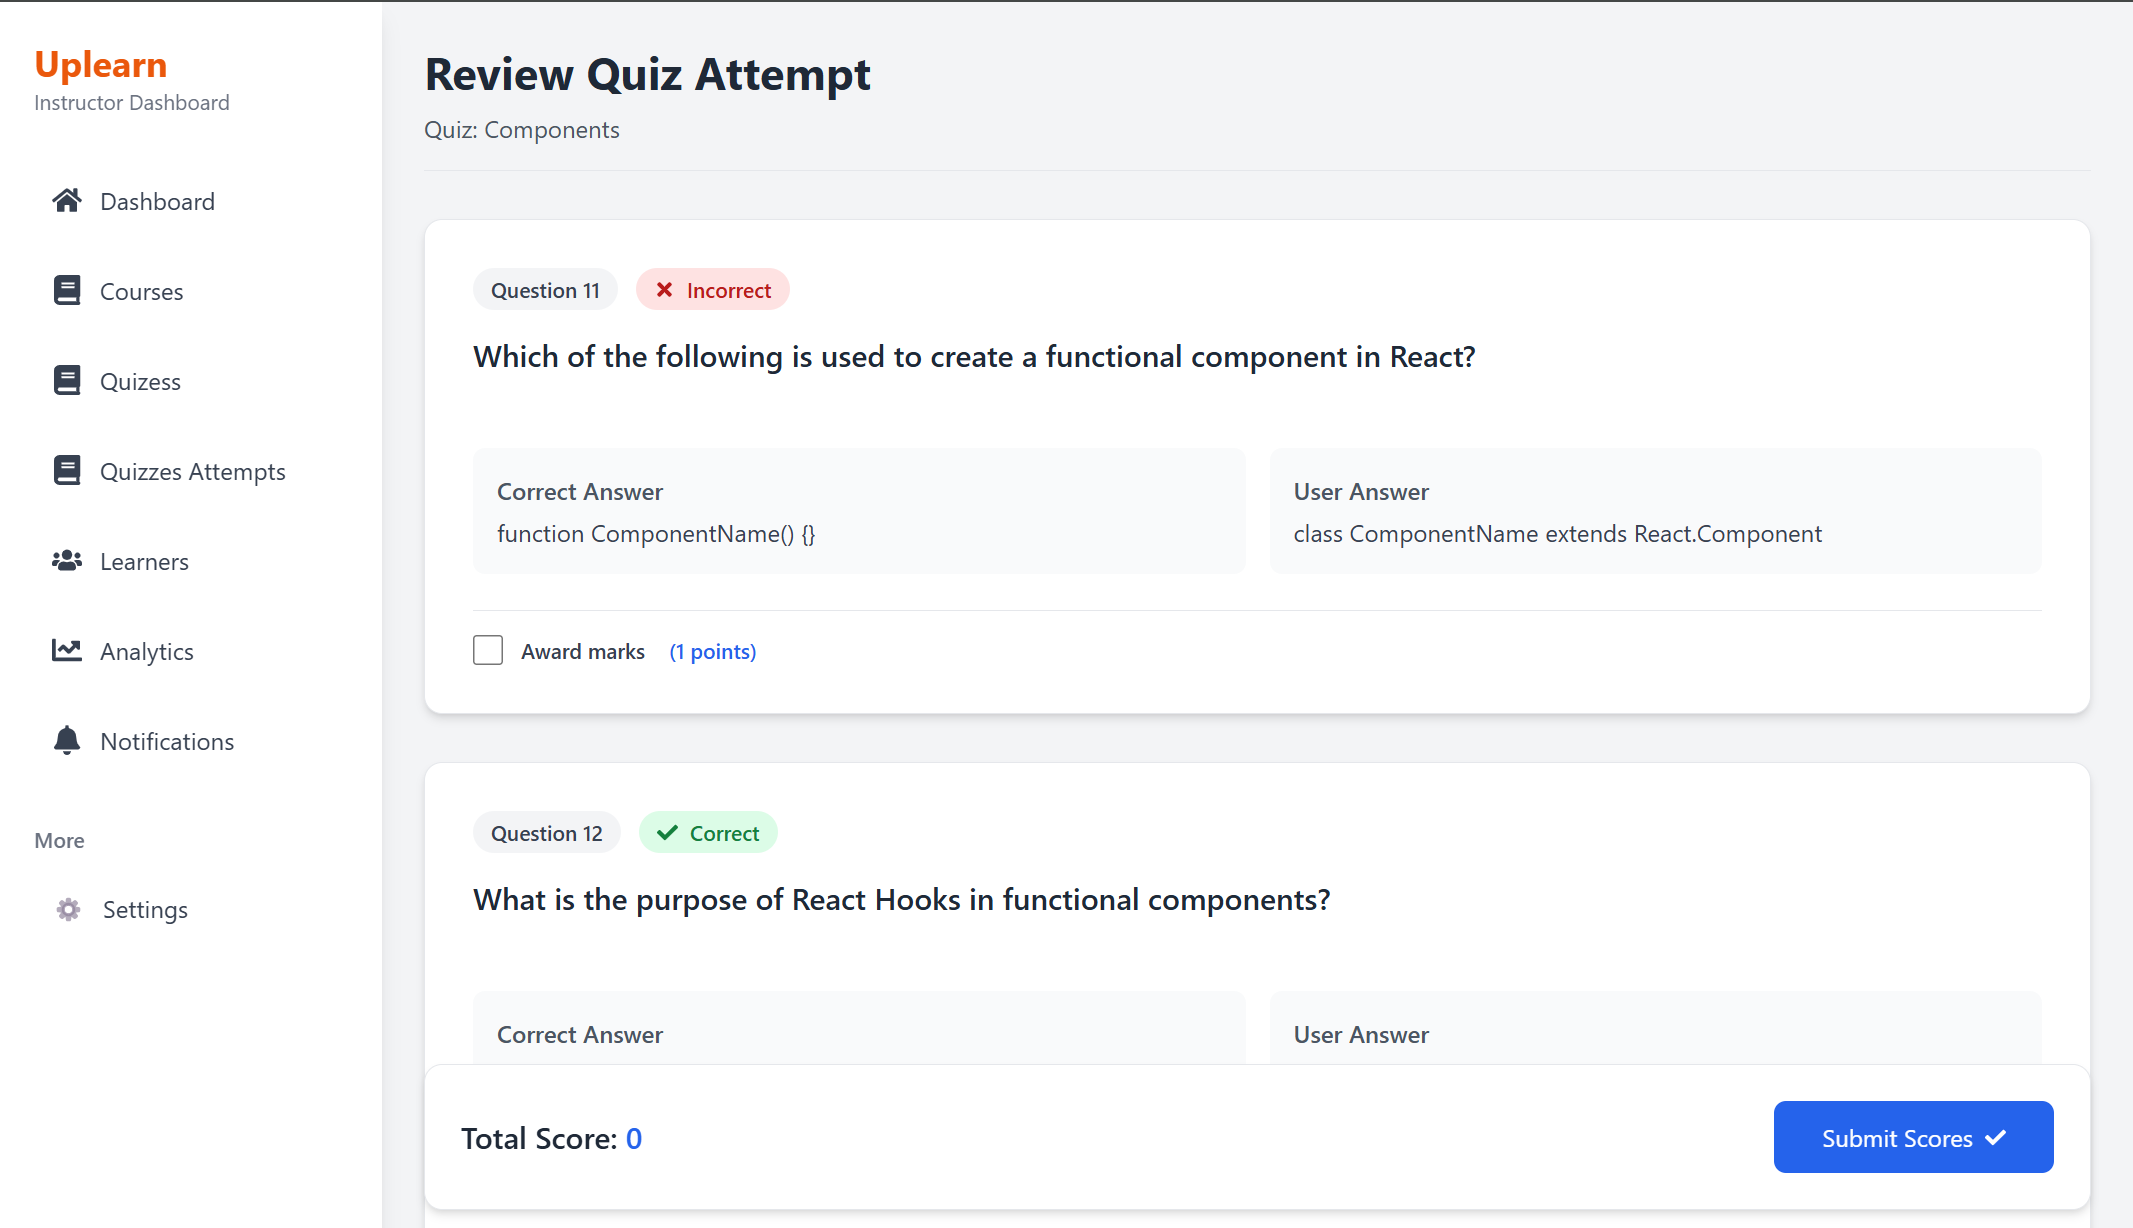 Uplearn
Instructor Dashboard
Dashboard
Courses
Quizess
Quizzes Attempts
Learners
Analytics
Notifications
More
Settings
Review Quiz Attempt
Quiz: Components
Question 11
Incorrect
Which of the following is used to create a functional component in React?
Correct Answer
function ComponentName() {}
User Answer
class ComponentName extends React.Component
Award marks (1 points)
Question 12
Correct
What is the purpose of React Hooks in functional components?
Correct Answer
User Answer
Total Score: 0
Submit Scores